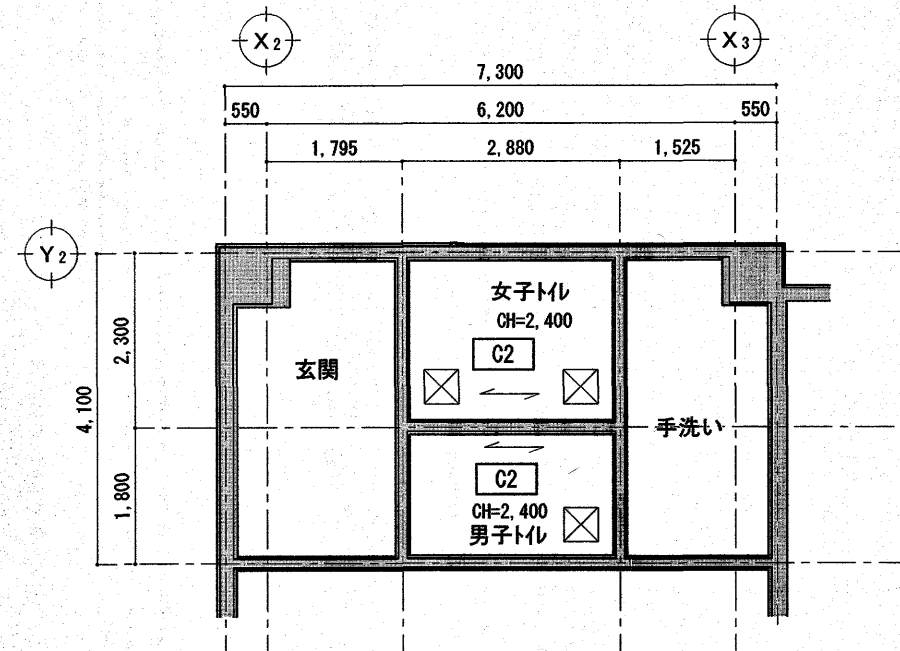 X2
X3
7,300
550
6,200
550
1,795
2,880
1,525
Y2
女子トイレ
CH=2,400
C2
2,300
玄関
4,100
手洗い
1,800
C2
CH=2,400
男子トイレ